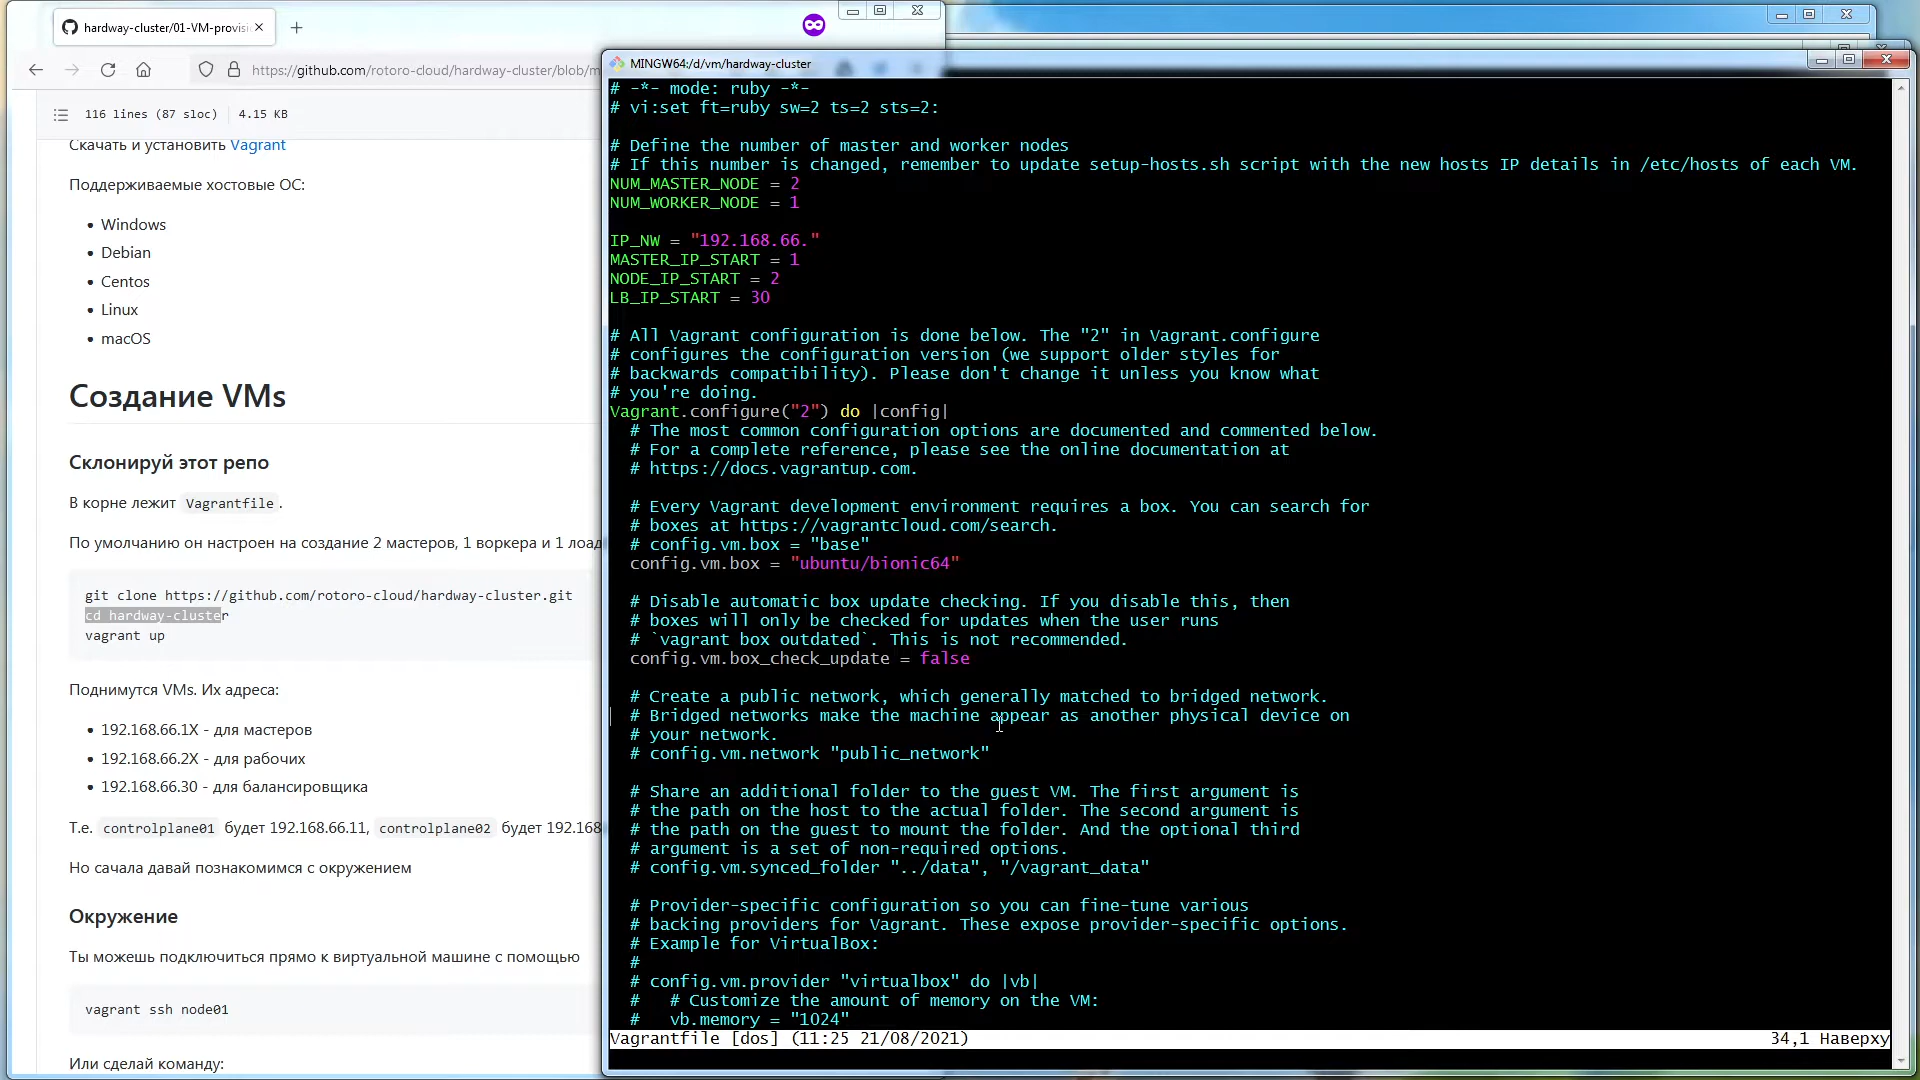 hardway-cluster/01-VM-provisi
https://github.com/rotoro-cloud/hardway-cluster/blob/m
116 lines (87 sloc)
4.15 KB
Скачать и установить Vagrant
Поддерживаемые хостовые ОС:
Windows
Debian
Centos
Linux
macOS
Создание VMs
Склонируй этот репо
В корне лежит Vagrantfile.
По умолчанию он настроен на создание 2 мастеров, 1 воркера и 1 лоад
git clone https://github.com/rotoro-cloud/hardway-cluster.git
cd hardway-cluster
vagrant up
Поднимутся VMs. Их адреса:
192.168.66.1X - для мастеров
192.168.66.2X - для рабочих
192.168.66.30 - для балансировщика
Т.е. controlplane01 будет 192.168.66.11, controlplane02 будет 192.168
Но сачала давай познакомимся с окружением
Окружение
Ты можешь подключиться прямо к виртуальной машине с помощью
vagrant ssh node01
Или сделай команду:
MINGW64:/d/vm/hardway-cluster
# -*- mode: ruby -*-
# vi:set ft=ruby sw=2 ts=2 sts=2:
# Define the number of master and worker nodes
# If this number is changed, remember to update setup-hosts.sh script with the new hosts IP details in /etc/hosts of each VM.
NUM_MASTER_NODE = 2
NUM_WORKER_NODE = 1
IP_NW = "192.168.66."
MASTER_IP_START = 1
NODE_IP_START = 2
LB_IP_START = 30
# All Vagrant configuration is done below. The "2" in Vagrant.configure
# configures the configuration version (we support older styles for
# backwards compatibility). Please don't change it unless you know what
# you're doing.
Vagrant.configure("2") do |config|
# The most common configuration options are documented and commented below.
# For a complete reference, please see the online documentation at
# https://docs.vagrantup.com.
# Every Vagrant development environment requires a box. You can search for
# boxes at https://vagrantcloud.com/search.
# config.vm.box = "base"
config.vm.box = "ubuntu/bionic64"
# Disable automatic box update checking. If you disable this, then
# boxes will only be checked for updates when the user runs
# `vagrant box outdated`. This is not recommended.
config.vm.box_check_update = false
# Create a public network, which generally matched to bridged network.
# Bridged networks make the machine appear as another physical device on
# your network.
# config.vm.network "public_network"
# Share an additional folder to the guest VM. The first argument is
# the path on the host to the actual folder. The second argument is
# the path on the guest to mount the folder. And the optional third
# argument is a set of non-required options.
# config.vm.synced_folder "../data", "/vagrant_data"
# Provider-specific configuration so you can fine-tune various
# backing providers for Vagrant. These expose provider-specific options.
# Example for VirtualBox:
#
# config.vm.provider "virtualbox" do |vb|
#   # Customize the amount of memory on the VM:
#   vb.memory = "1024"
Vagrantfile [dos] (11:25 21/08/2021) 34,1 Наверху